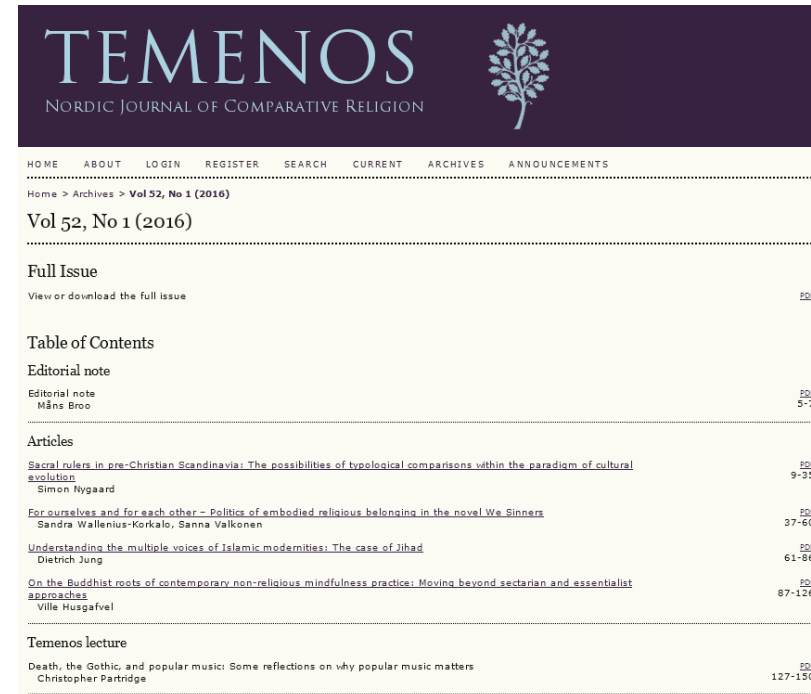 TEMENOS
NORDIC JOURNAL OF COMPARATIVE RELIGION
HOME ABOUT LOGIN REGISTER SEARCH CURRENT ARCHIVES ANNOUNCEMENTS
Home > Archives > Vol 52, No 1 (2016)
Vol 52, No 1 (2016)
Full Issue
View or download the full issue
Table of Contents
Editorial note
Editorial note
Måns Broo
Articles
Sacral rulers in pre-Christian Scandinavia: The possibilities of typological comparisons within the paradigm of cultural
evolution
Simon Nygaard
For ourselves and for each other – Politics of embodied religious belonging in the novel We Sinners
Sandra Wallenius-Korkalo, Sanna Valkonen
Understanding the multiple voices of Islamic modernities: The case of Jihad
Dietrich Jung
On the Buddhist roots of contemporary non-religious mindfulness practice: Moving beyond sectarian and essentialist
approaches
Ville Husgafvel
Temenos lecture
Death, the Gothic, and popular music: Some reflections on why popular music matters
Christopher Partridge